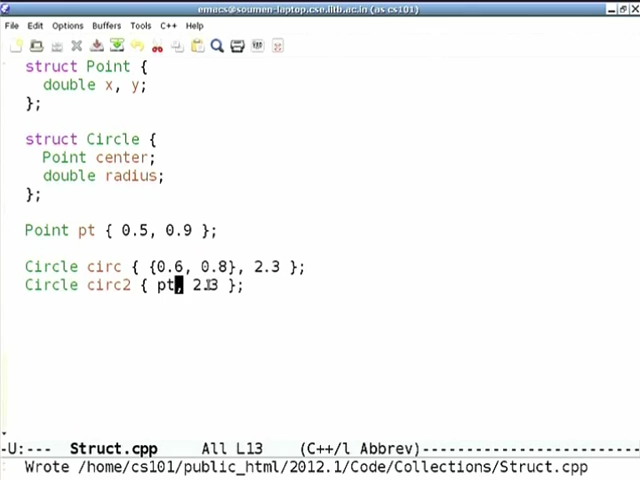 emacs@soumen-laptop.cse.iitb.ac.in (as cs101)
File Edit Options Buffers Tools C++ Help
struct Point {
double x, y;
};
struct Circle {
Point center;
double radius;
};
Point pt { 0.5, 0.9 };
Circle circ { {0.6, 0.8}, 2.3 };
Circle circ2 { pt, 2.3 };
-U:--- Struct.cpp All L13 (C++/l Abbrev)
Wrote /home/cs101/public_html/2012.1/Code/Collections/Struct.cpp